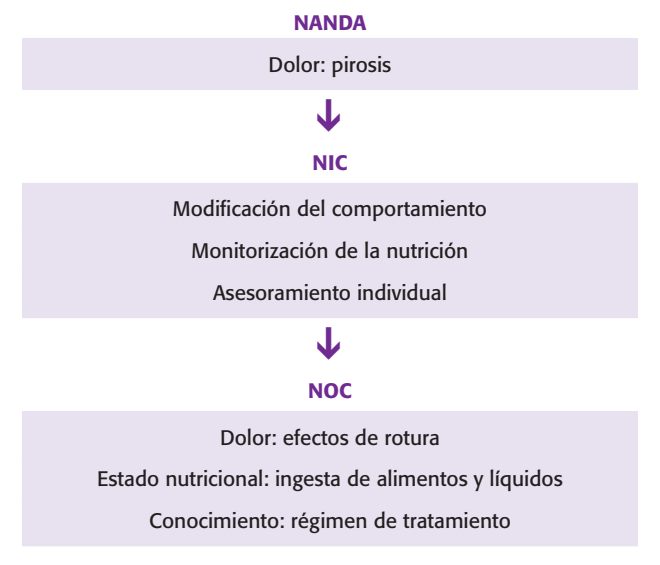 NANDA
Dolor: pirosis
NIC
Modificación del comportamiento
Monitorización de la nutrición
Asesoramiento individual
NOC
Dolor: efectos de rotura
Estado nutricional: ingesta de alimentos y líquidos
Conocimiento: régimen de tratamiento